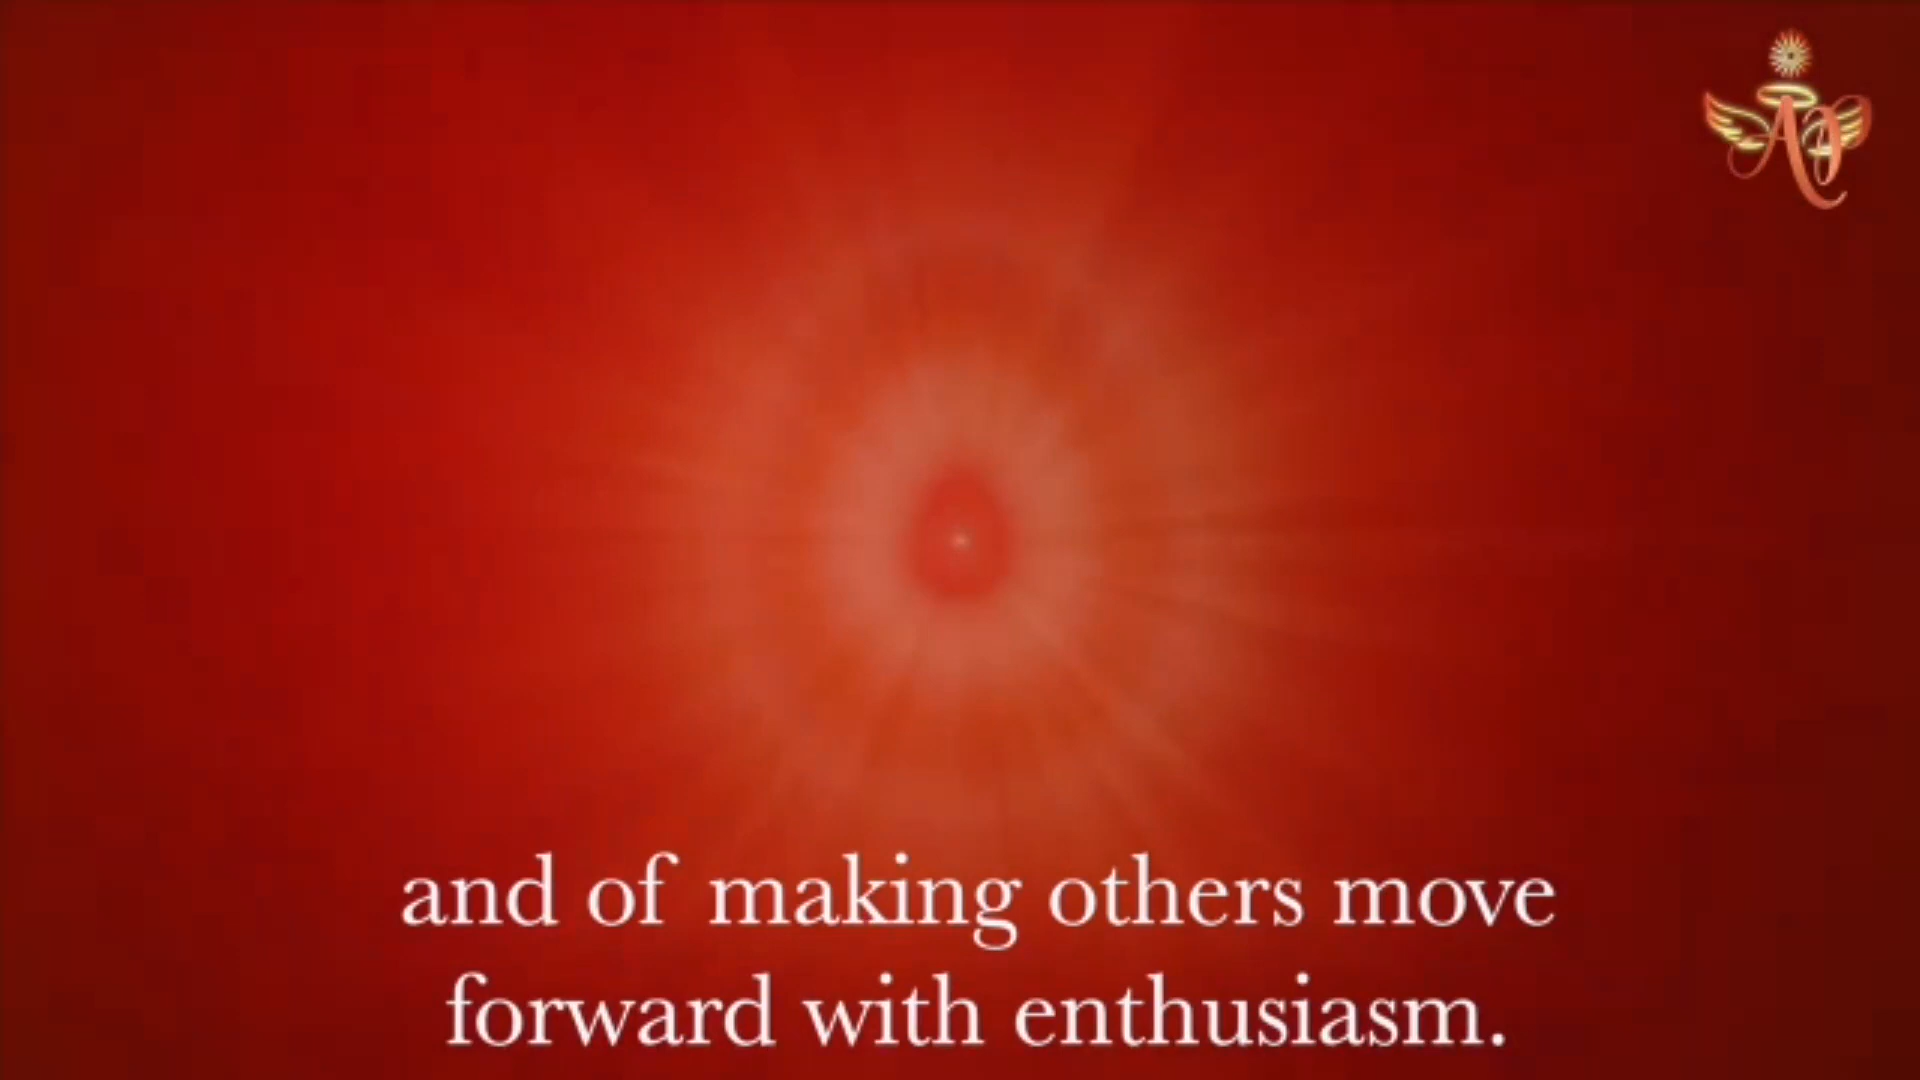 and of making others move
forward with enthusiasm.